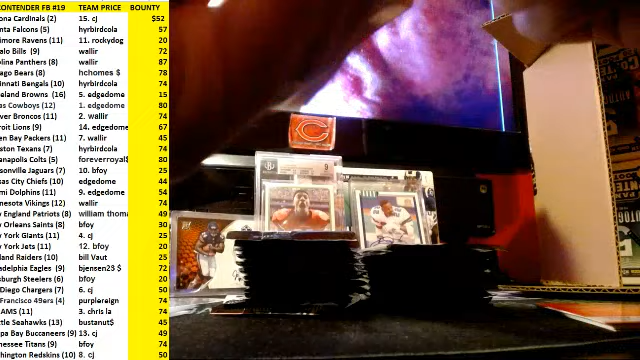 CONTENDER FB #19 TEAM PRICE BOUNTY
ona Cardinals (2) 15. cj $52
nta Falcons (5) hyrbirdcola 57
imore Ravens (11) 11. rockydog 20
alo Bills (9) wallir 72
olina Panthers (8) wallir 87
ago Bears (8) hchomes $ 78
innati Bengals (10) hyrbirdcola 74
eland Browns (16) 5. edgedome 15
as Cowboys (12) 1. edgedome 80
ver Broncos (11) 2. wallir 74
roit Lions (9) 14. edgedome 67
en Bay Packers (11) 7. wallir 45
ston Texans (7) hyrbirdcola 74
anapolis Colts (5) foreverroyal$ 80
sonville Jaguars (7) 10. bfoy 25
sas City Chiefs (10) edgedome 44
mi Dolphins (11) 9. edgedome 54
nesota Vikings (12) wallir 74
w England Patriots (8) william thoma 49
Orleans Saints (8) bfoy 30
York Giants (11) 4. cj 25
York Jets (11) 12. bfoy 20
land Raiders (10) bill Vaut 25
adelphia Eagles (9) bjensen23 $ 72
sburgh Steelers (6) bfoy 20
Diego Chargers (7) 6. cj 50
Francisco 49ers (4) purplereign 74
AMS (11) 3. chris la 74
ttle Seahawks (13) bustanut$ 45
pa Bay Buccaneers (9) 13. cj 49
nessee Titans (9) bfoy 74
hington Redskins (10) 8. cj 50
9